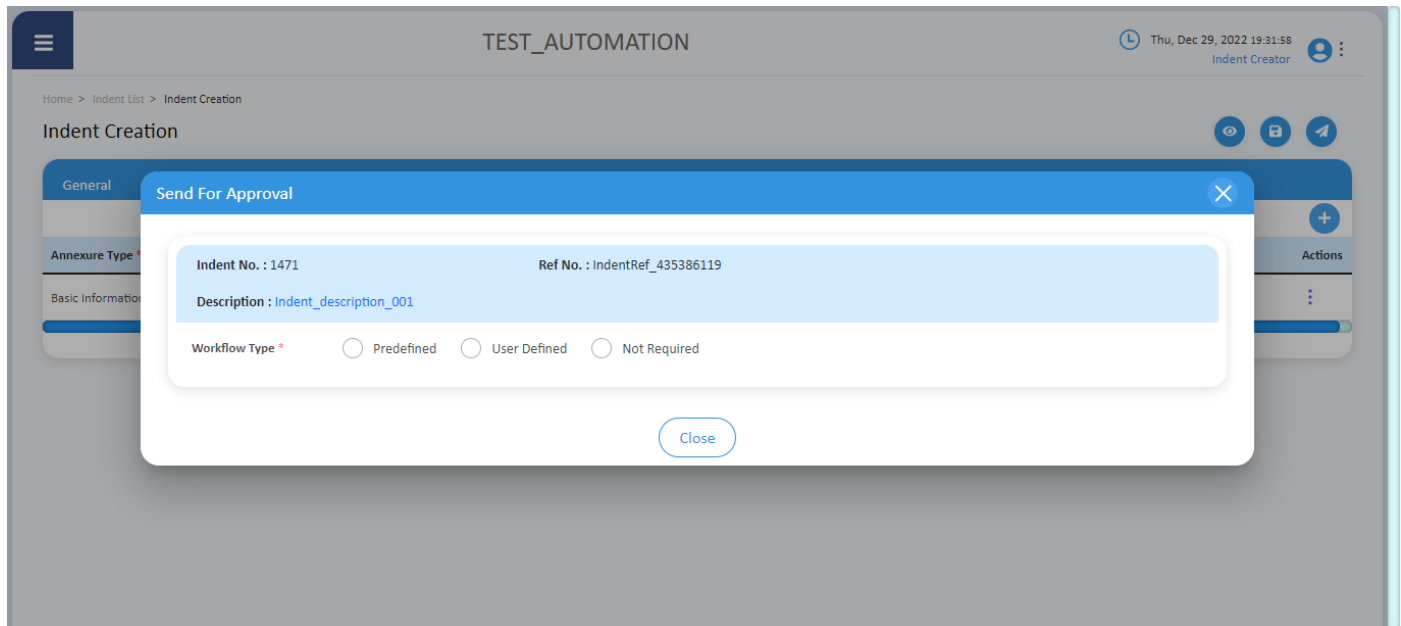 TEST_AUTOMATION
Thu, Dec 29, 2022 19:31:58
Indent Creator
Home > Indent List > Indent Creation
Indent Creation
General
Send For Approval
Annexure Type *
Actions
Indent No. : 1471 Ref No. : IndentRef_435386119
Basic Information
Description : Indent_description_001
Workflow Type * Predefined User Defined Not Required
Close